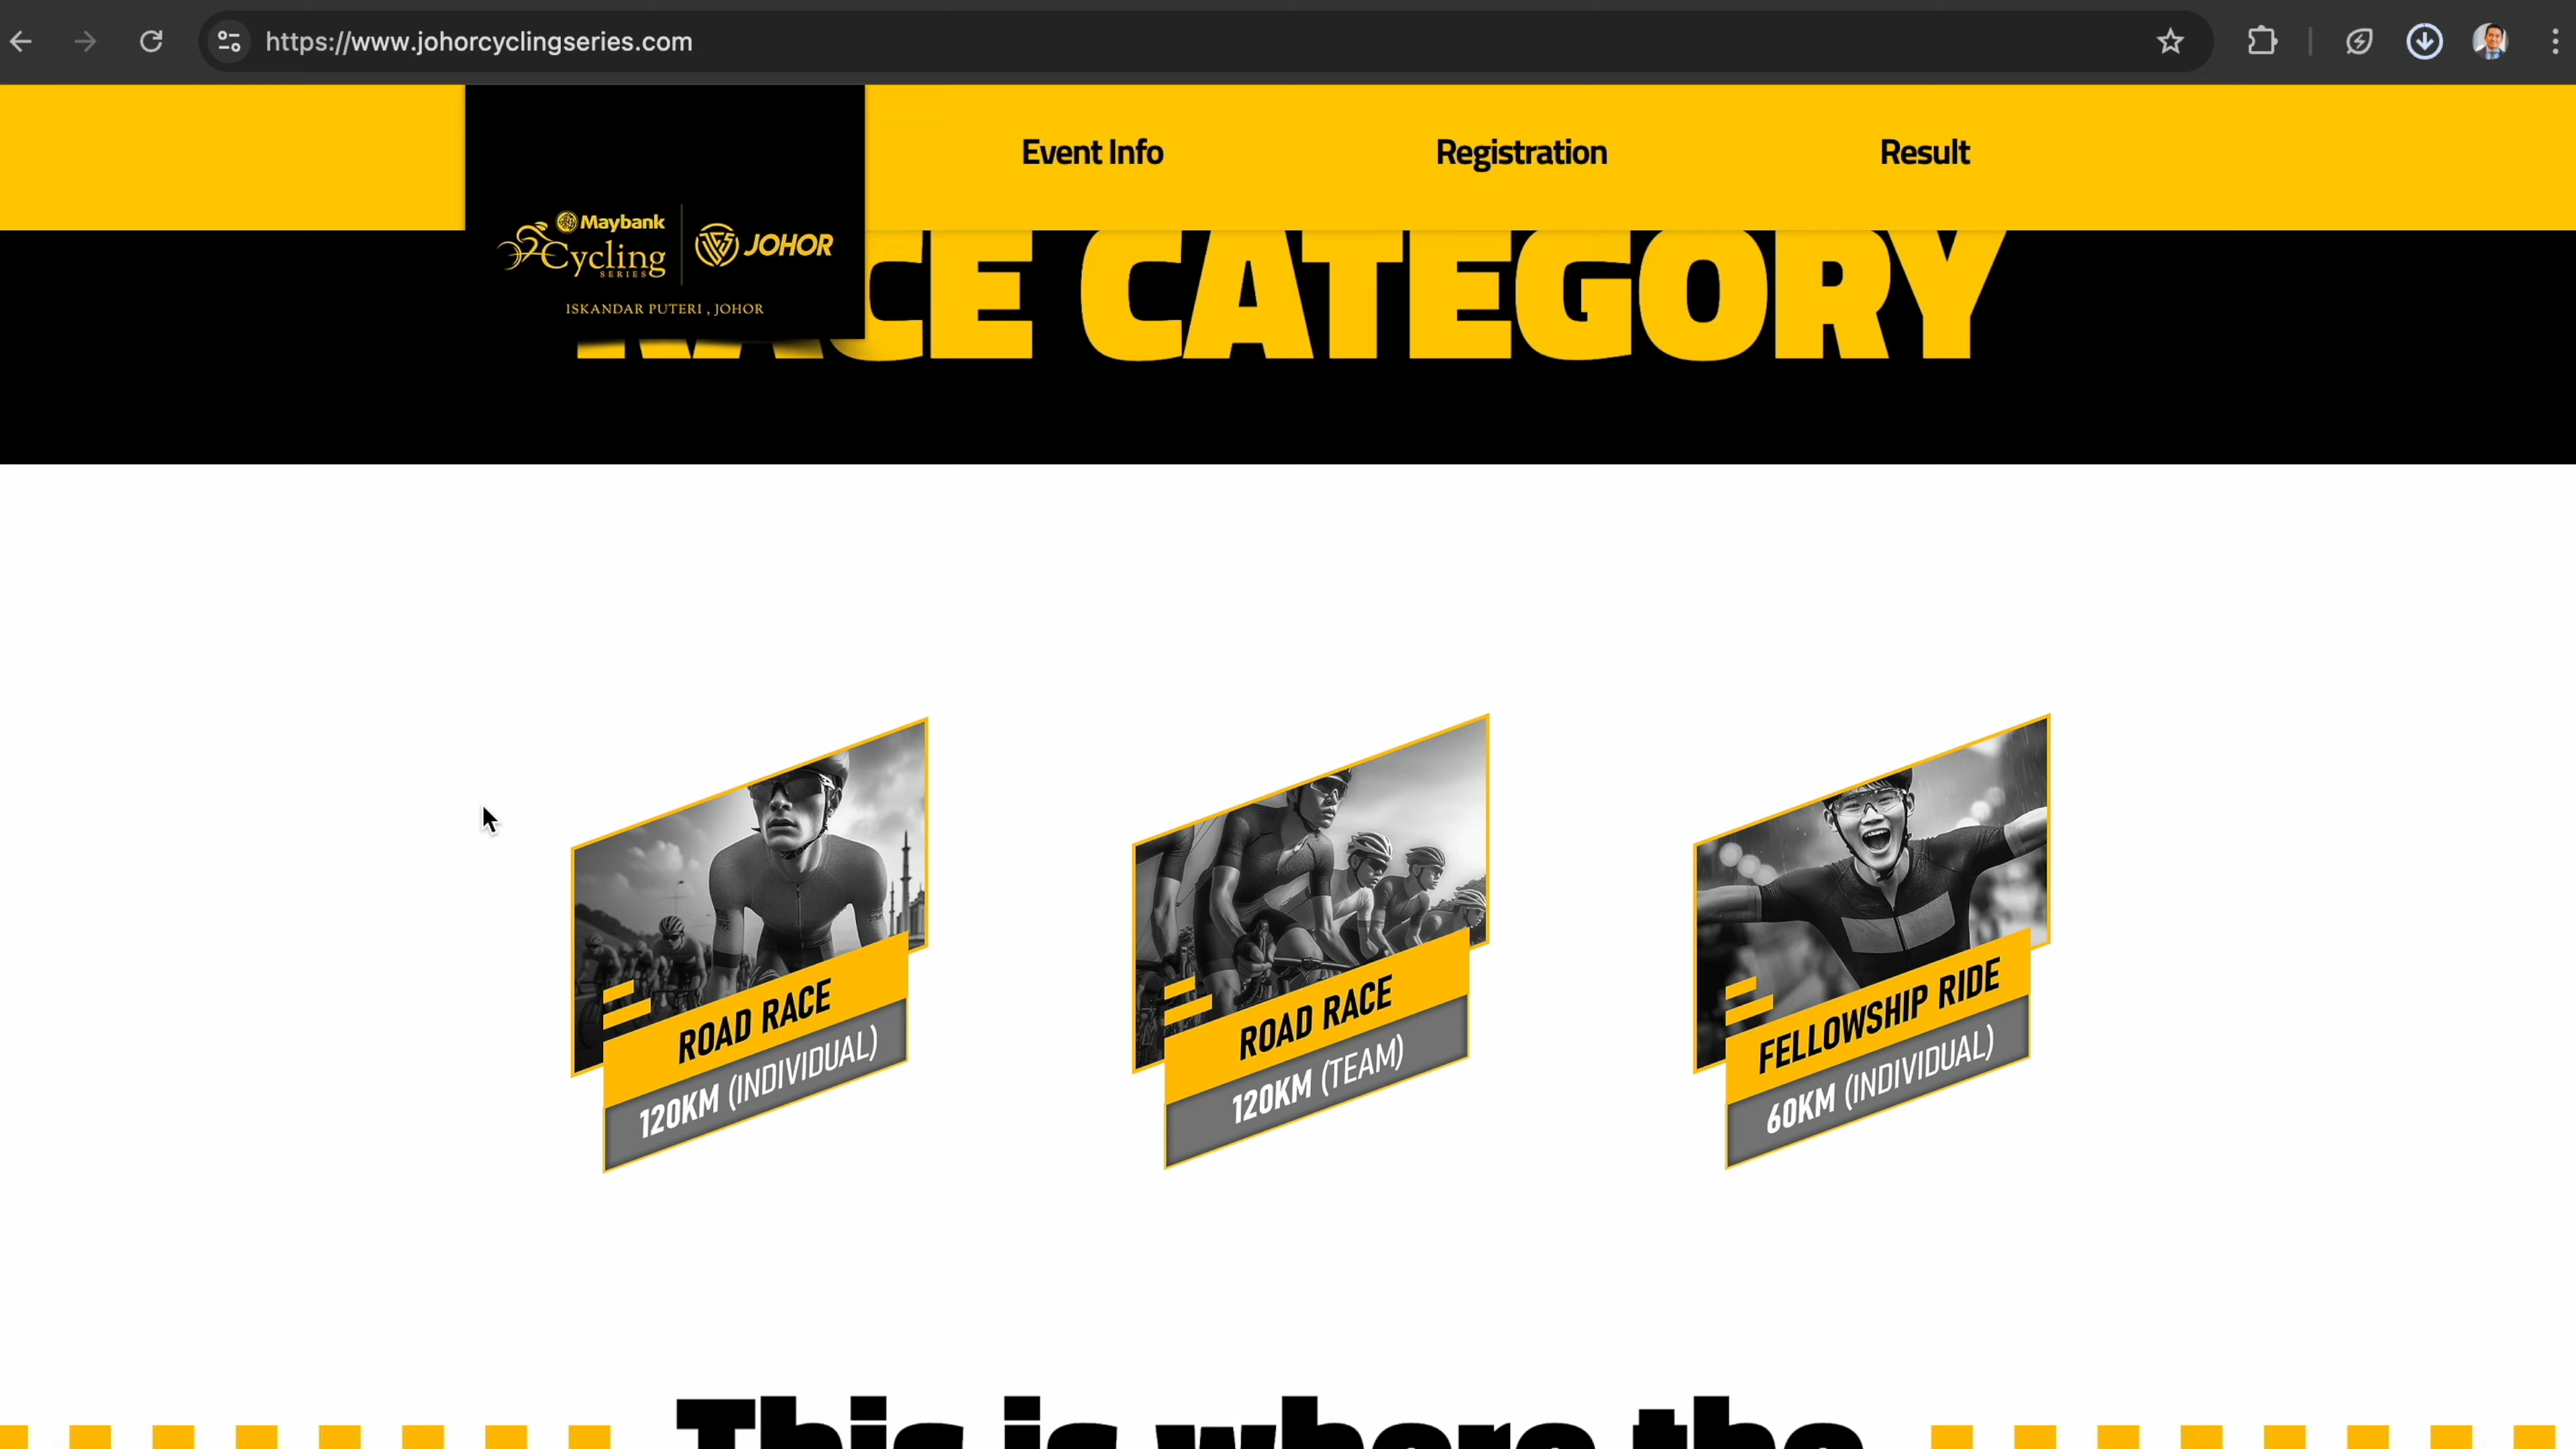 https://www.johorcyclingseries.com
Event Info
Registration
Result
Maybank
Cycling
SERIES
JCS JOHOR
ISKANDAR PUTERI , JOHOR
RACE CATEGORY
ROAD RACE
120KM (INDIVIDUAL)
ROAD RACE
120KM (TEAM)
FELLOWSHIP RIDE
60KM (INDIVIDUAL)
This is where the